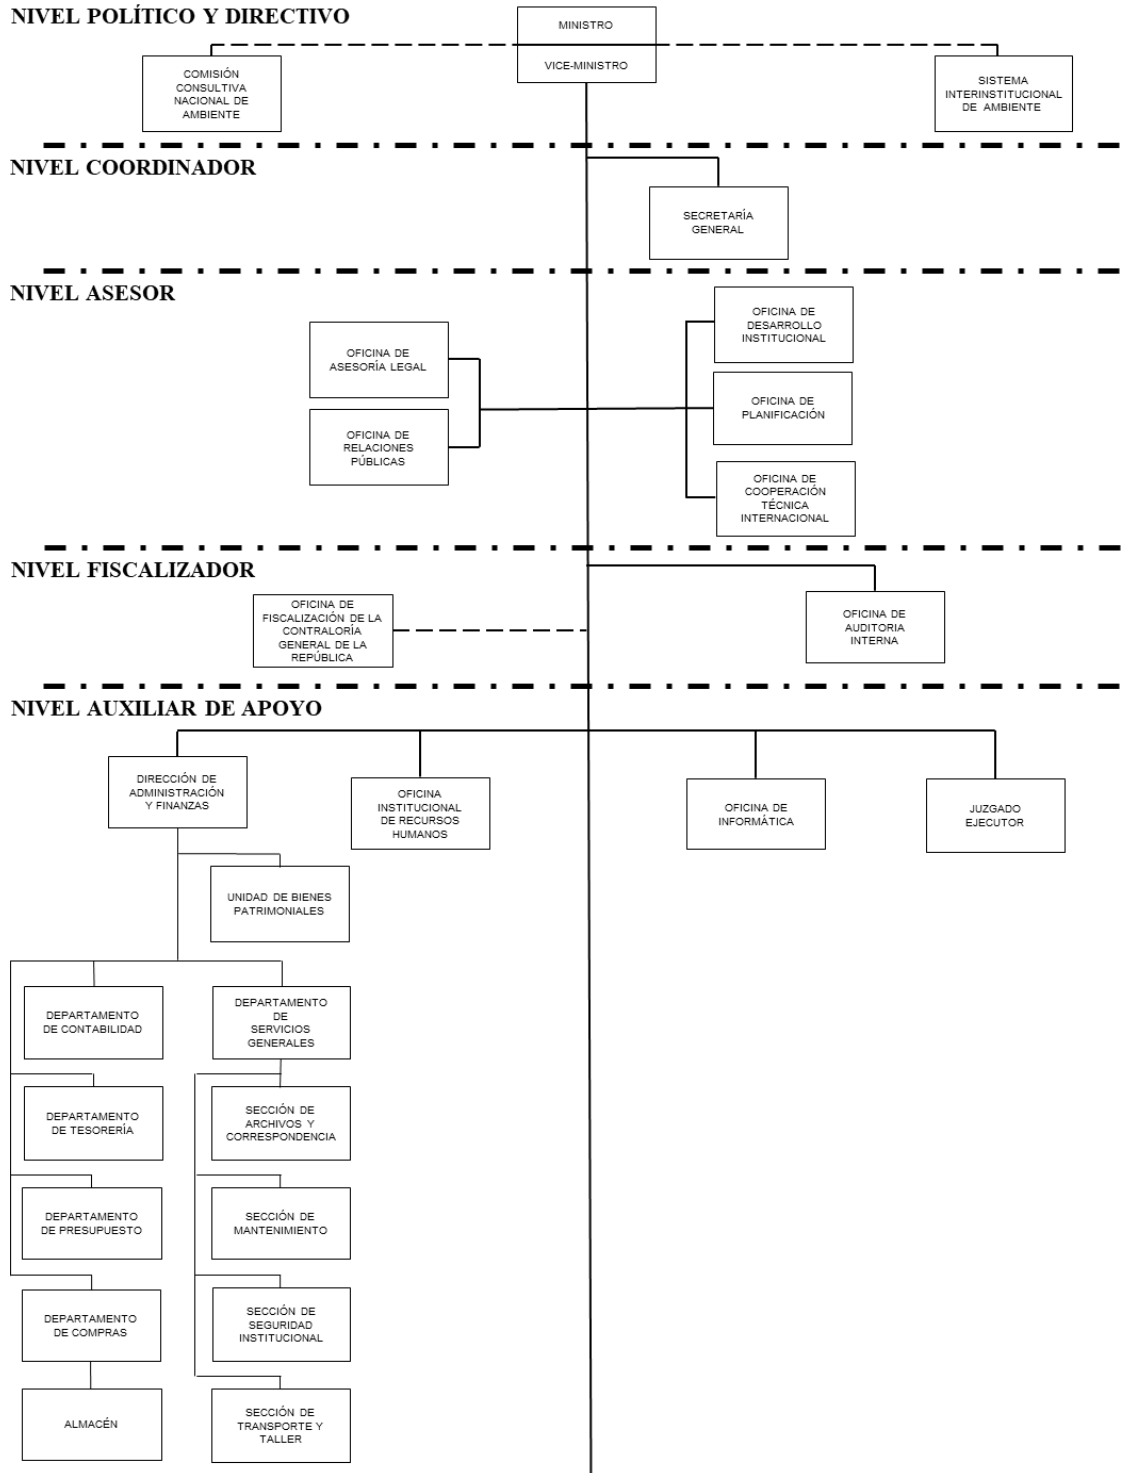 NIVEL POLÍTICO Y DIRECTIVO
MINISTRO
VICE-MINISTRO
COMISIÓN
CONSULTIVA
NACIONAL DE
AMBIENTE
SISTEMA
INTERINSTITUCIONAL
DE AMBIENTE
NIVEL COORDINADOR
SECRETARÍA
GENERAL
NIVEL ASESOR
OFICINA DE
ASESORÍA LEGAL
OFICINA DE
RELACIONES
PÚBLICAS
OFICINA DE
DESARROLLO
INSTITUCIONAL
OFICINA DE
PLANIFICACIÓN
OFICINA DE
COOPERACIÓN
TÉCNICA
INTERNACIONAL
NIVEL FISCALIZADOR
OFICINA DE
FISCALIZACIÓN DE LA
CONTRALORÍA
GENERAL DE LA
REPÚBLICA
OFICINA DE
AUDITORIA
INTERNA
NIVEL AUXILIAR DE APOYO
DIRECCIÓN DE
ADMINISTRACIÓN
Y FINANZAS
OFICINA
INSTITUCIONAL
DE RECURSOS
HUMANOS
OFICINA DE
INFORMÁTICA
JUZGADO
EJECUTOR
UNIDAD DE BIENES
PATRIMONIALES
DEPARTAMENTO
DE CONTABILIDAD
DEPARTAMENTO
DE
SERVICIOS
GENERALES
DEPARTAMENTO
DE TESORERÍA
SECCIÓN DE
ARCHIVOS Y
CORRESPONDENCIA
DEPARTAMENTO
DE PRESUPUESTO
SECCIÓN DE
MANTENIMIENTO
DEPARTAMENTO
DE COMPRAS
SECCIÓN DE
SEGURIDAD
INSTITUCIONAL
ALMACÉN
SECCIÓN DE
TRANSPORTE Y
TALLER